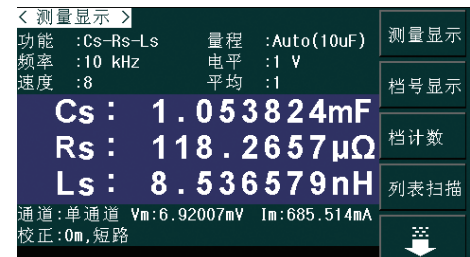 < 测量显示 >
功能 :Cs-Rs-Ls 量程 :Auto(10uF)
频率 :10 kHz 电平 :1 V
速度 :8 平均 :1
Cs: 1.053824mF
Rs: 118.2657μΩ
Ls: 8.536579nH
通道:单通道 Vm:6.92007mV Im:685.514mA
校正:0m,短路
测量显示
档号显示
档计数
列表扫描